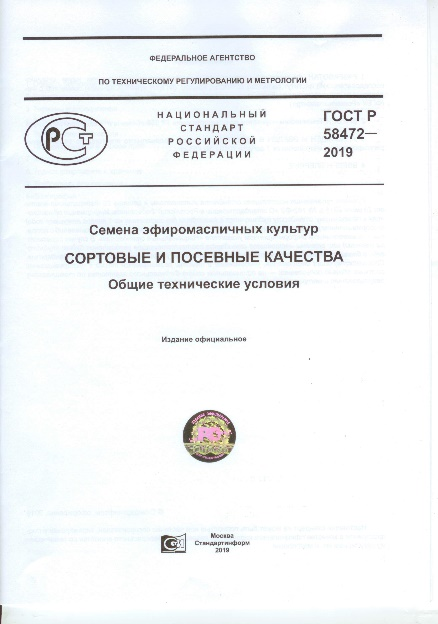 ФЕДЕРАЛЬНОЕ АГЕНТСТВО
ПО ТЕХНИЧЕСКОМУ РЕГУЛИРОВАНИЮ И МЕТРОЛОГИИ
НАЦИОНАЛЬНЫЙ
СТАНДАРТ
РОССИЙСКОЙ
ФЕДЕРАЦИИ
ГОСТ Р
58472—
2019
Семена эфиромасличных культур
СОРТОВЫЕ И ПОСЕВНЫЕ КАЧЕСТВА
Общие технические условия
Издание официальное
Москва
Стандартинформ
2019